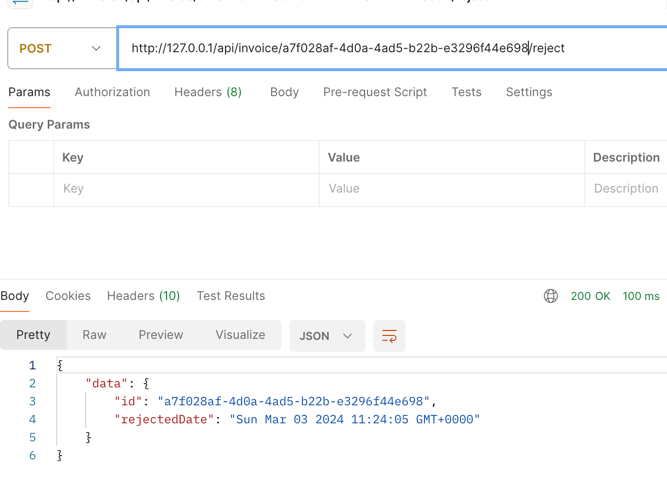 POST
http://127.0.0.1/api/invoice/a7f028af-4d0a-4ad5-b22b-e3296f44e698/reject
Params Authorization Headers (8) Body Pre-request Script Tests Settings
Query Params
Key Value Description
Key Value Description
Body Cookies Headers (10) Test Results 200 OK 100 ms
Pretty Raw Preview Visualize JSON
1 {
2 "data": {
3 "id": "a7f028af-4d0a-4ad5-b22b-e3296f44e698",
4 "rejectedDate": "Sun Mar 03 2024 11:24:05 GMT+0000"
5 }
6 }